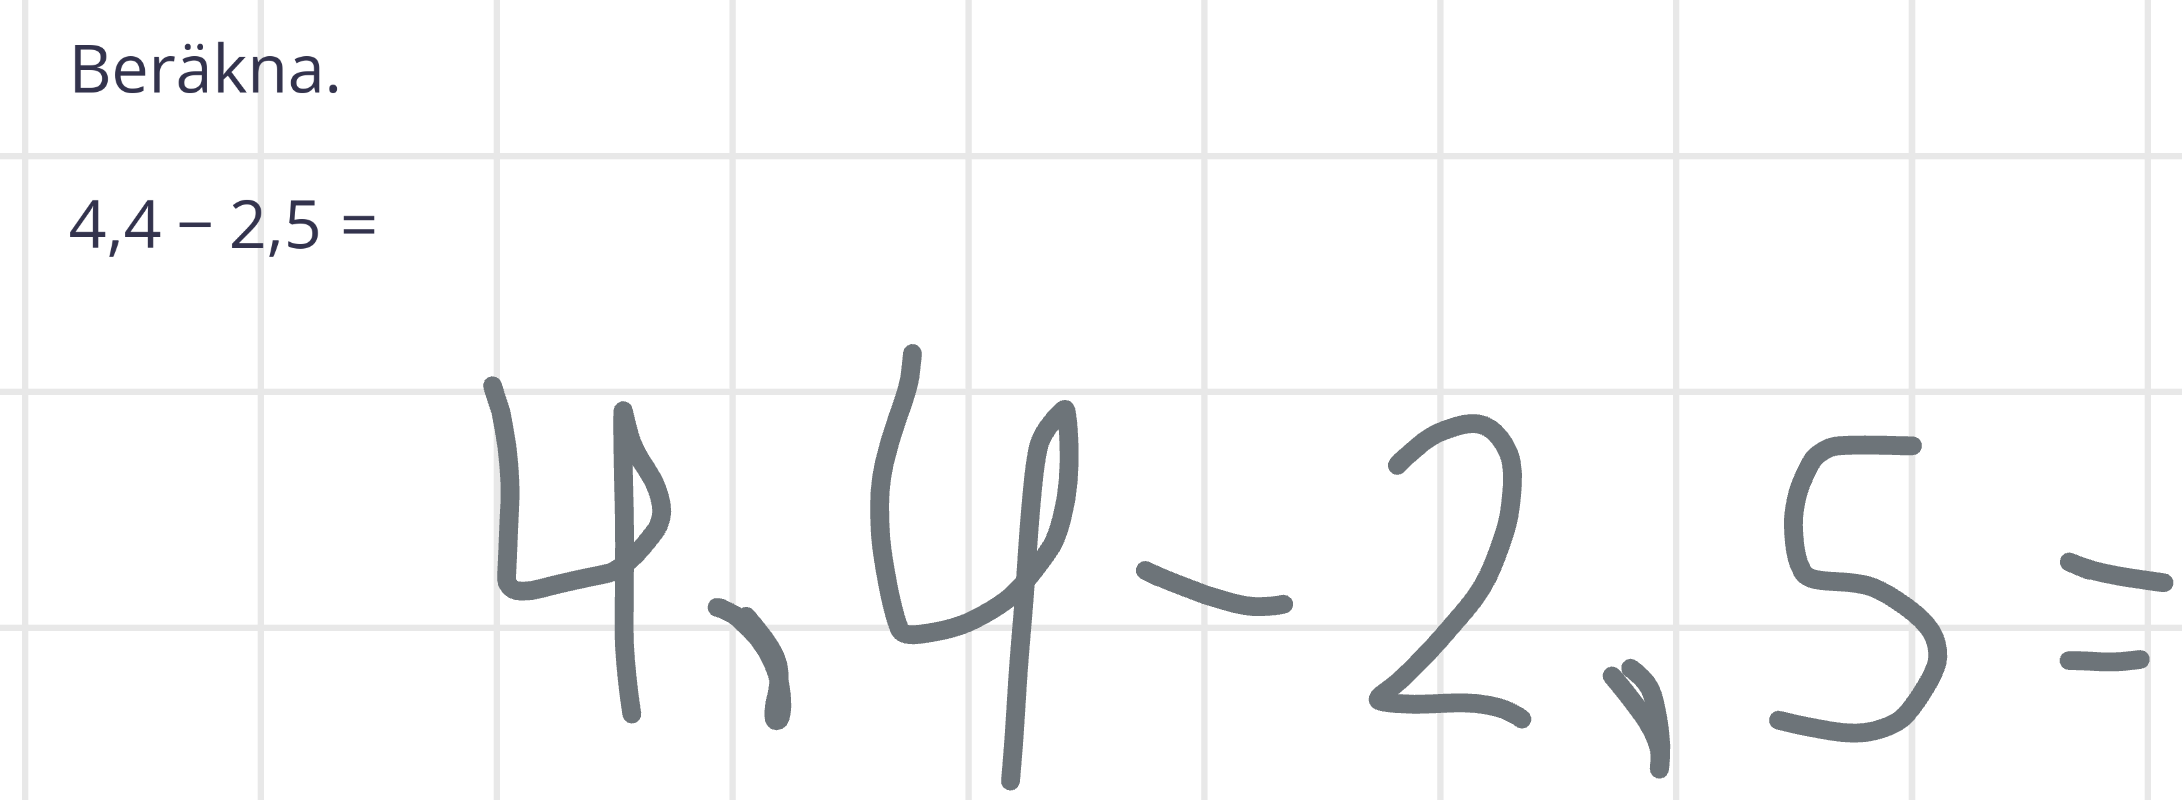 Beräkna.
4,4 − 2,5 =
4,4 - 2,5 =